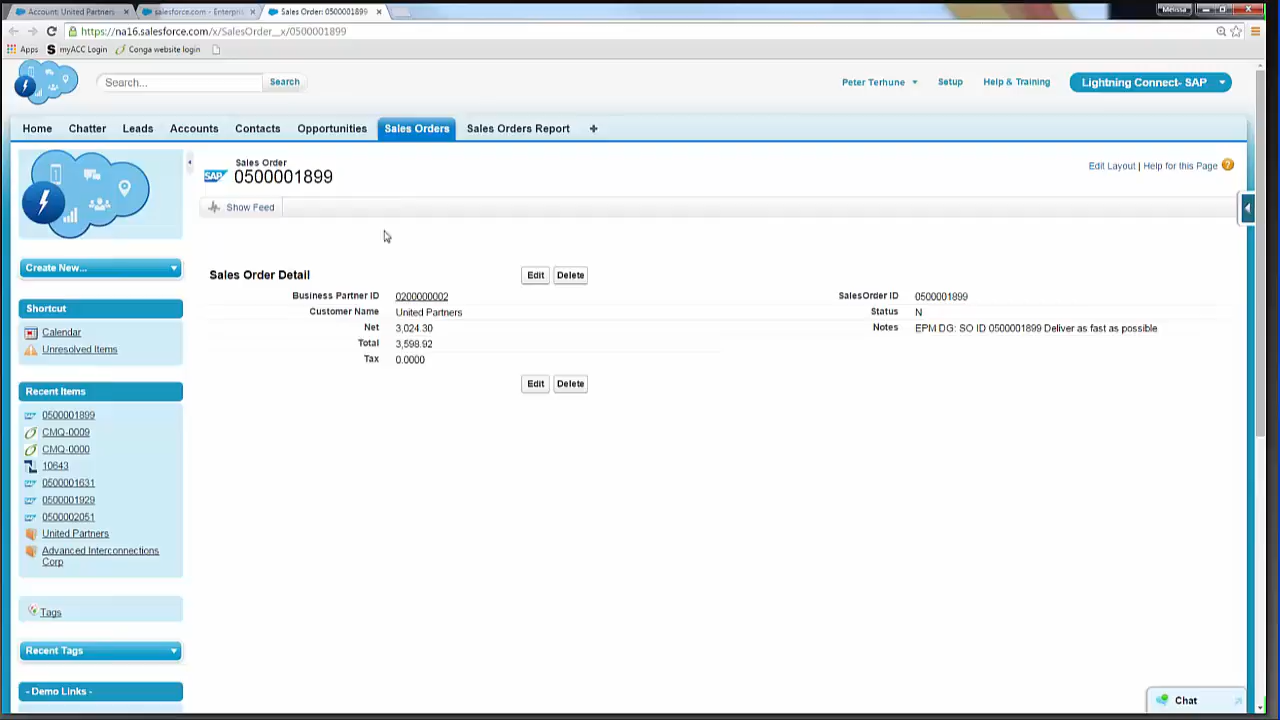 Account: United Partners
salesforce.com - Enterpri
Sales Order: 0500001899
Melissa
https://na16.salesforce.com/x/SalesOrder__x/0500001899
Apps
myACC Login
Conga website login
Search...
Search
Peter Terhune
Setup
Help & Training
Lightning Connect- SAP
Home
Chatter
Leads
Accounts
Contacts
Opportunities
Sales Orders
Sales Orders Report
+
SAP
Sales Order
0500001899
Edit Layout | Help for this Page
Show Feed
Create New...
Shortcut
Calendar
Unresolved Items
Recent Items
0500001899
CMQ-0009
CMQ-0000
10643
0500001631
0500001929
0500002051
United Partners
Advanced Interconnections
Corp
Tags
Recent Tags
- Demo Links -
Sales Order Detail
Edit
Delete
Business Partner ID 0200000002
Customer Name United Partners
Net 3,024.30
Total 3,598.92
Tax 0.0000
SalesOrder ID 0500001899
Status N
Notes EPM DG: SO ID 0500001899 Deliver as fast as possible
Edit
Delete
Chat